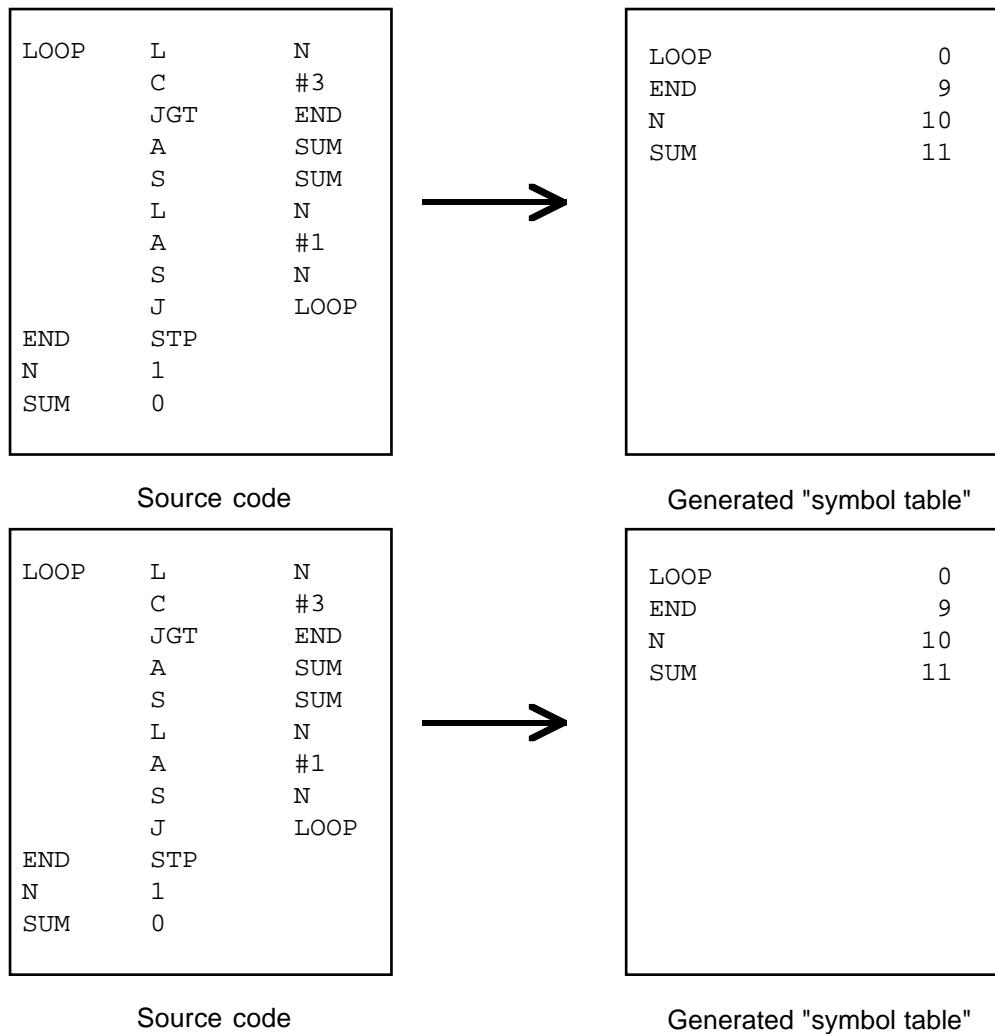 LOOP L N
C #3
JGT END
A SUM
S SUM
L N
A #1
S N
J LOOP
END STP
N 1
SUM 0
Source code
LOOP 0
END 9
N 10
SUM 11
Generated "symbol table"
LOOP L N
C #3
JGT END
A SUM
S SUM
L N
A #1
S N
J LOOP
END STP
N 1
SUM 0
Source code
LOOP 0
END 9
N 10
SUM 11
Generated "symbol table"